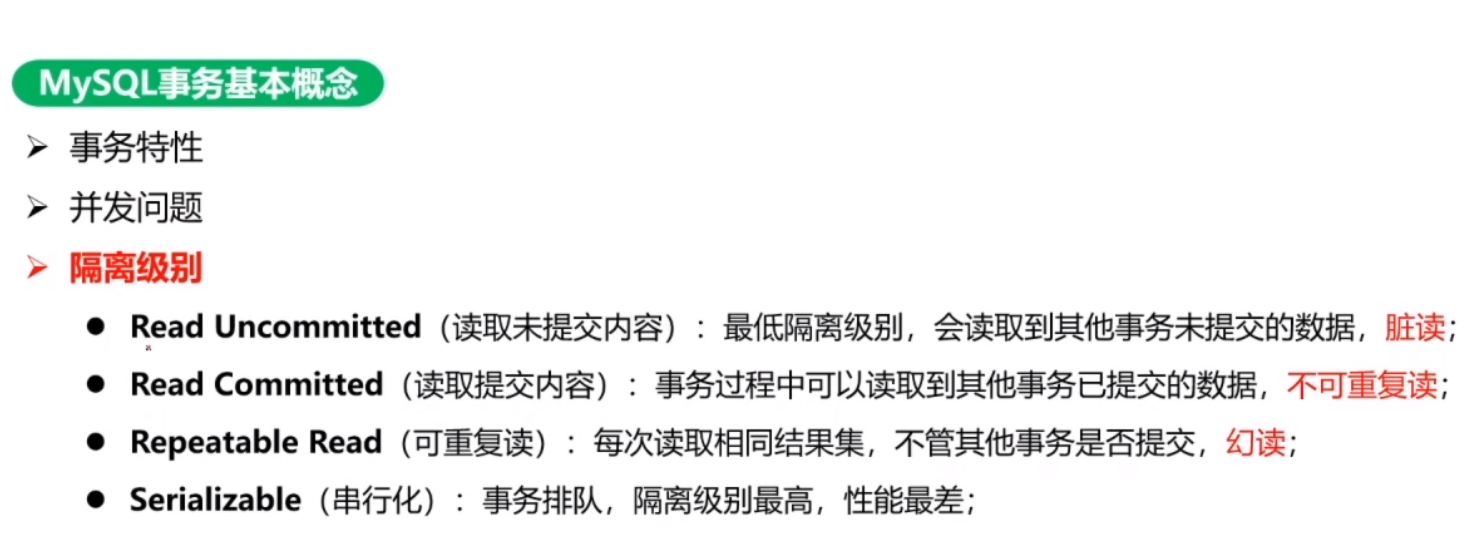 MySQL事务基本概念
事务特性
并发问题
隔离级别
Read Uncommitted（读取未提交内容）：最低隔离级别，会读取到其他事务未提交的数据，脏读；
Read Committed（读取提交内容）：事务过程中可以读取到其他事务已提交的数据，不可重复读；
Repeatable Read（可重复读）：每次读取相同结果集，不管其他事务是否提交，幻读；
Serializable（串行化）：事务排队，隔离级别最高，性能最差；